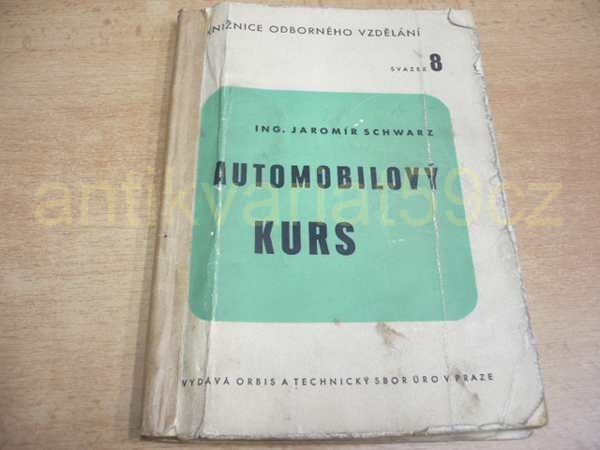 KNIŽNICE ODBORNÉHO VZDĚLÁNÍ
SVAZEK 8
ING. JAROMÍR SCHWARZ
AUTOMOBILOVÝ
antikvariat59cz
KURS
VYDÁVÁ ORBIS A TECHNICKÝ SBOR ÚRO V PRAZE